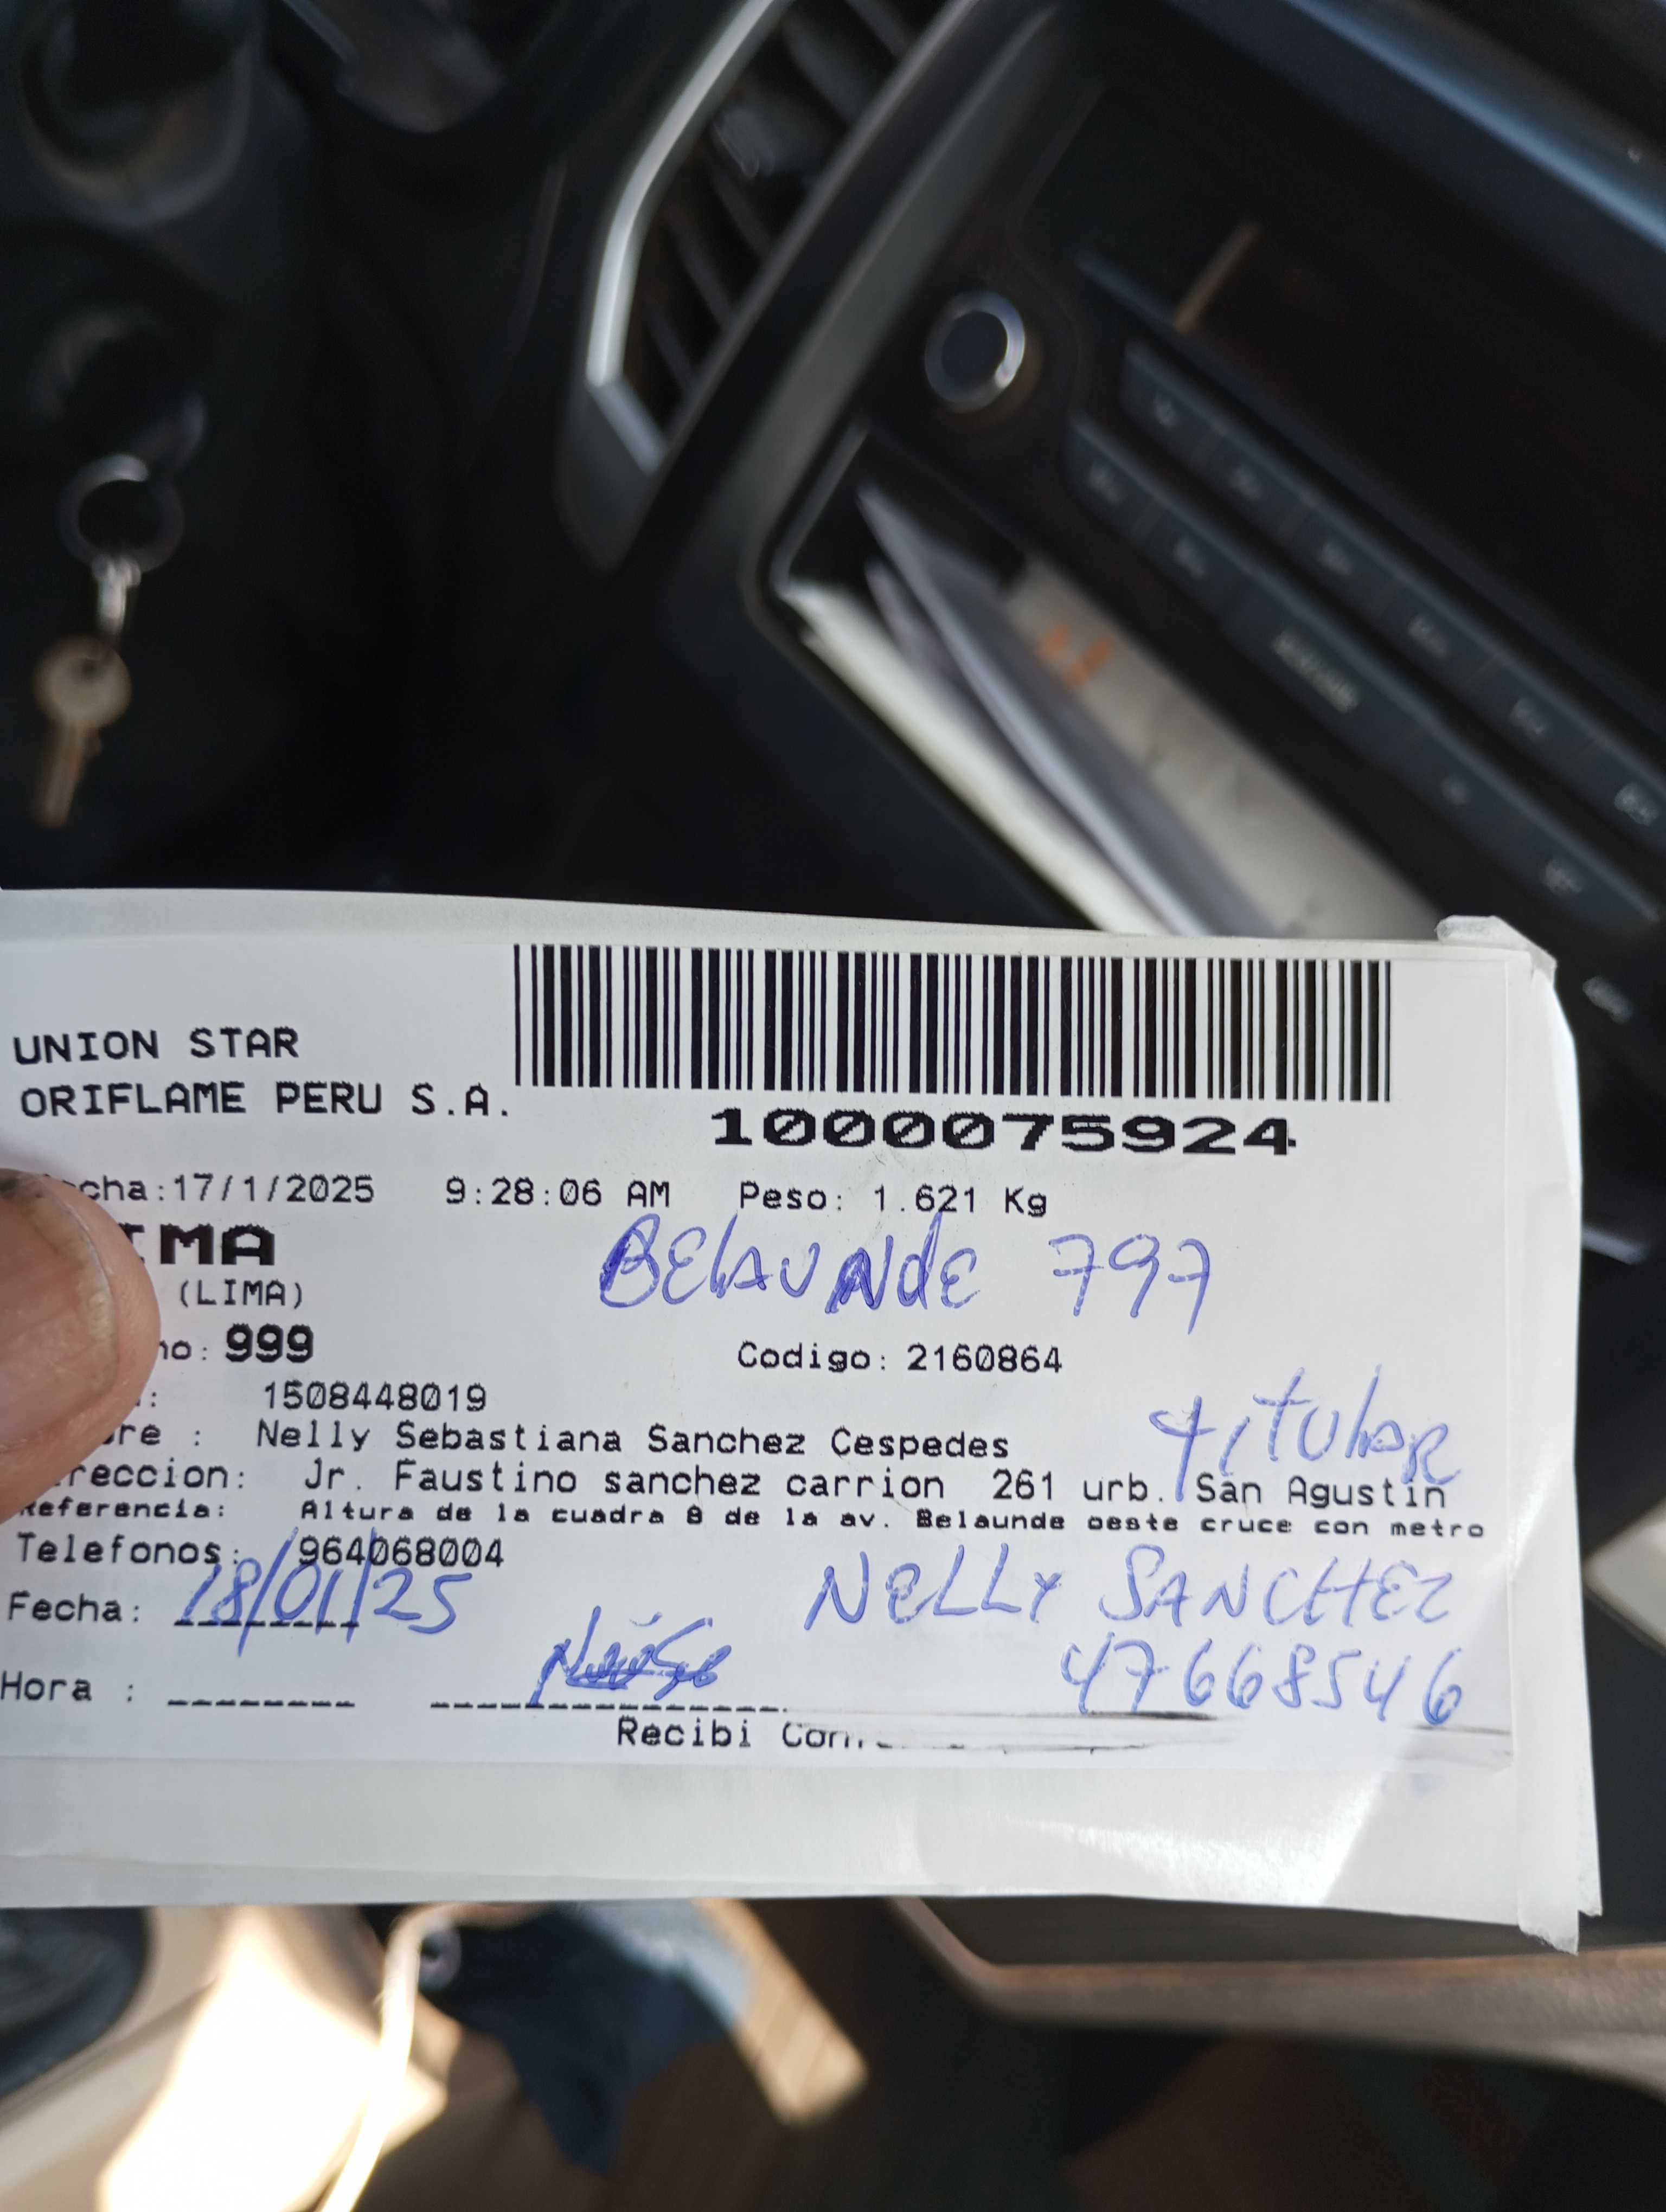 UNION STAR
ORIFLAME PERU S.A.
1000075924
cha:17/1/2025 9:28:06 AM Peso: 1.621 Kg
IMA
BElAUNdE 797
(LIMA)
no: 999 Codigo: 2160864
: 1508448019
TITULAR
re : Nelly Sebastiana Sanchez Cespedes
reccion: Jr. Faustino sanchez carrion 261 urb. San Agustin
Referencia: Altura de la cuadra 8 de la av. Belaunde oeste cruce con metro
Telefonos: 964068004
Fecha: 18/01/25 NELLY SANCHEZ
47668546
Hora :
Recibi